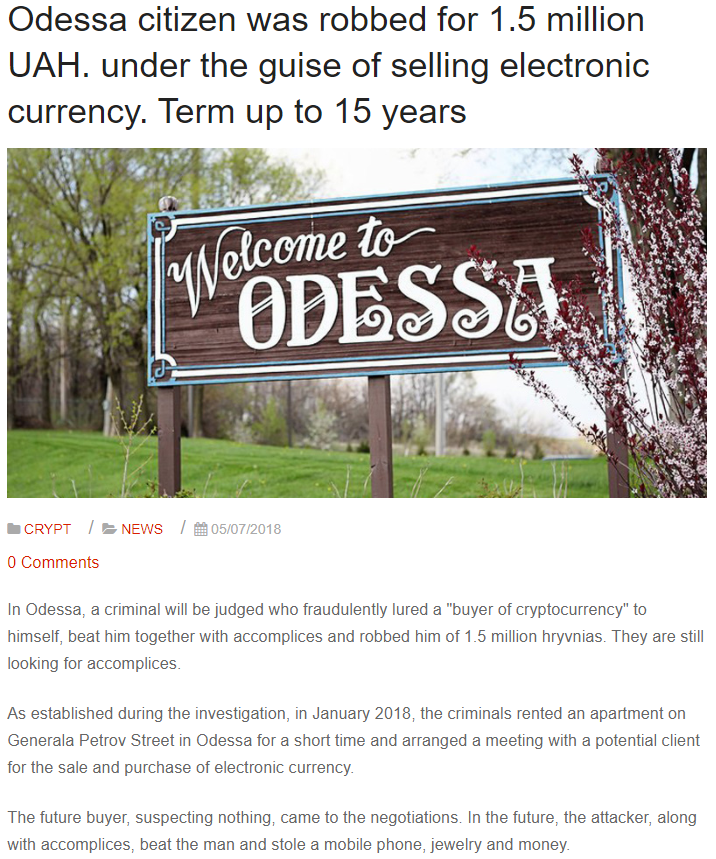 Odessa citizen was robbed for 1.5 million
UAH. under the guise of selling electronic
currency. Term up to 15 years
Welcome to
ODESSA
CRYPT / NEWS / 05/07/2018
0 Comments
In Odessa, a criminal will be judged who fraudulently lured a "buyer of cryptocurrency" to
himself, beat him together with accomplices and robbed him of 1.5 million hryvnias. They are still
looking for accomplices.
As established during the investigation, in January 2018, the criminals rented an apartment on
Generala Petrov Street in Odessa for a short time and arranged a meeting with a potential client
for the sale and purchase of electronic currency.
The future buyer, suspecting nothing, came to the negotiations. In the future, the attacker, along
with accomplices, beat the man and stole a mobile phone, jewelry and money.